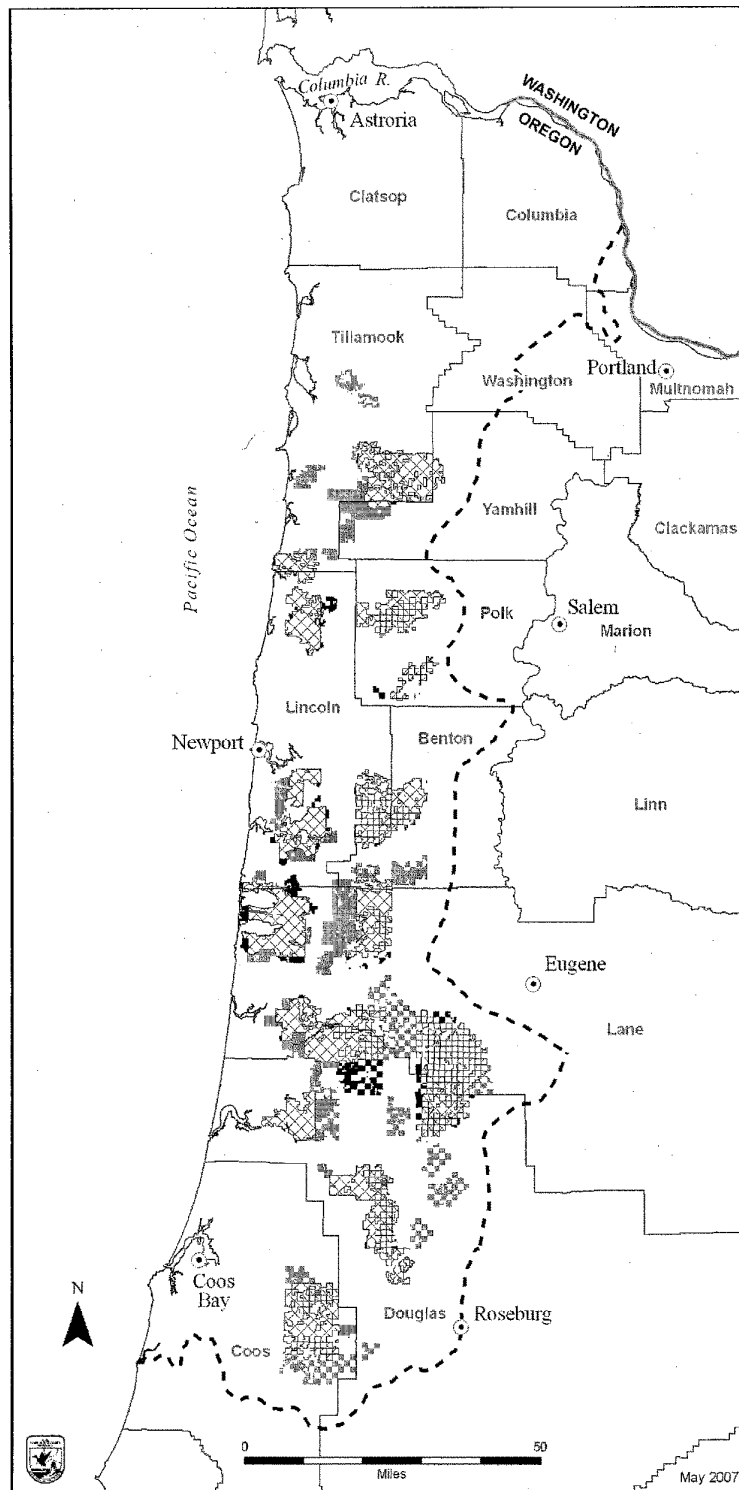 Columbia R.
Astroria
WASHINGTON
OREGON
Clatsop
Columbia
Tillamook
Washington
Portland
Multnomah
Yamhill
Clackamas
Pacific Ocean
Polk
Salem
Marion
Lincoln
Newport
Benton
Linn
Eugene
Lane
Coos
Bay
N
Douglas
Roseburg
Coos
0
50
Miles
May 2007